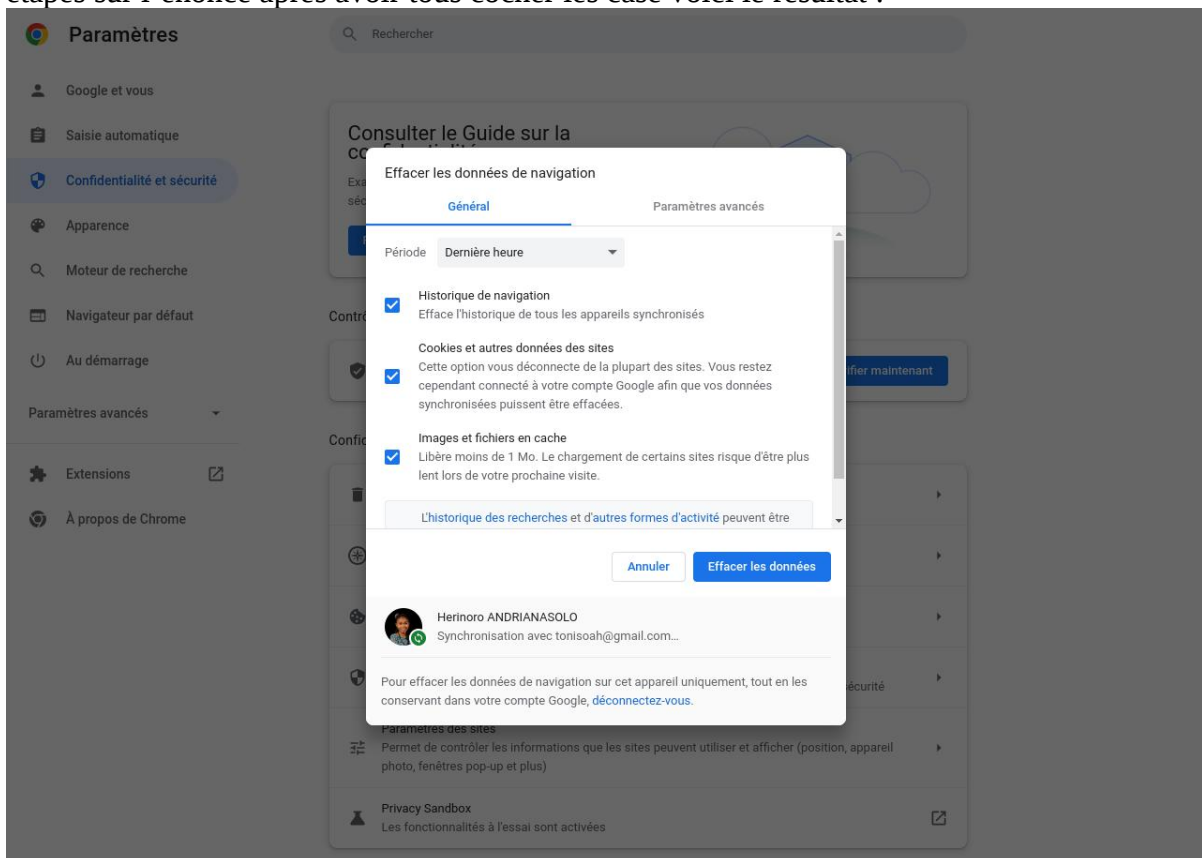 étapes sur l'énoncé après avoir tous cocher les case voici le résultat :
Paramètres
Rechercher
Google et vous
Saisie automatique
Confidentialité et sécurité
Apparence
Moteur de recherche
Navigateur par défaut
Au démarrage
Paramètres avancés
Extensions
À propos de Chrome
Consulter le Guide sur la
Effacer les données de navigation
Général
Paramètres avancés
Période
Dernière heure
Historique de navigation
Efface l'historique de tous les appareils synchronisés
Cookies et autres données des sites
Cette option vous déconnecte de la plupart des sites. Vous restez
cependant connecté à votre compte Google afin que vos données
synchronisées puissent être effacées.
Images et fichiers en cache
Libère moins de 1 Mo. Le chargement de certains sites risque d'être plus
lent lors de votre prochaine visite.
L'historique des recherches et d'autres formes d'activité peuvent être
Annuler
Effacer les données
Herinoro ANDRIANASOLO
Synchronisation avec tonisoah@gmail.com...
Pour effacer les données de navigation sur cet appareil uniquement, tout en les
conservant dans votre compte Google, déconnectez-vous.
maintenant
Paramètres des sites
Permet de contrôler les informations que les sites peuvent utiliser et afficher (position, appareil
photo, fenêtres pop-up et plus)
Privacy Sandbox
Les fonctionnalités à l'essai sont activées